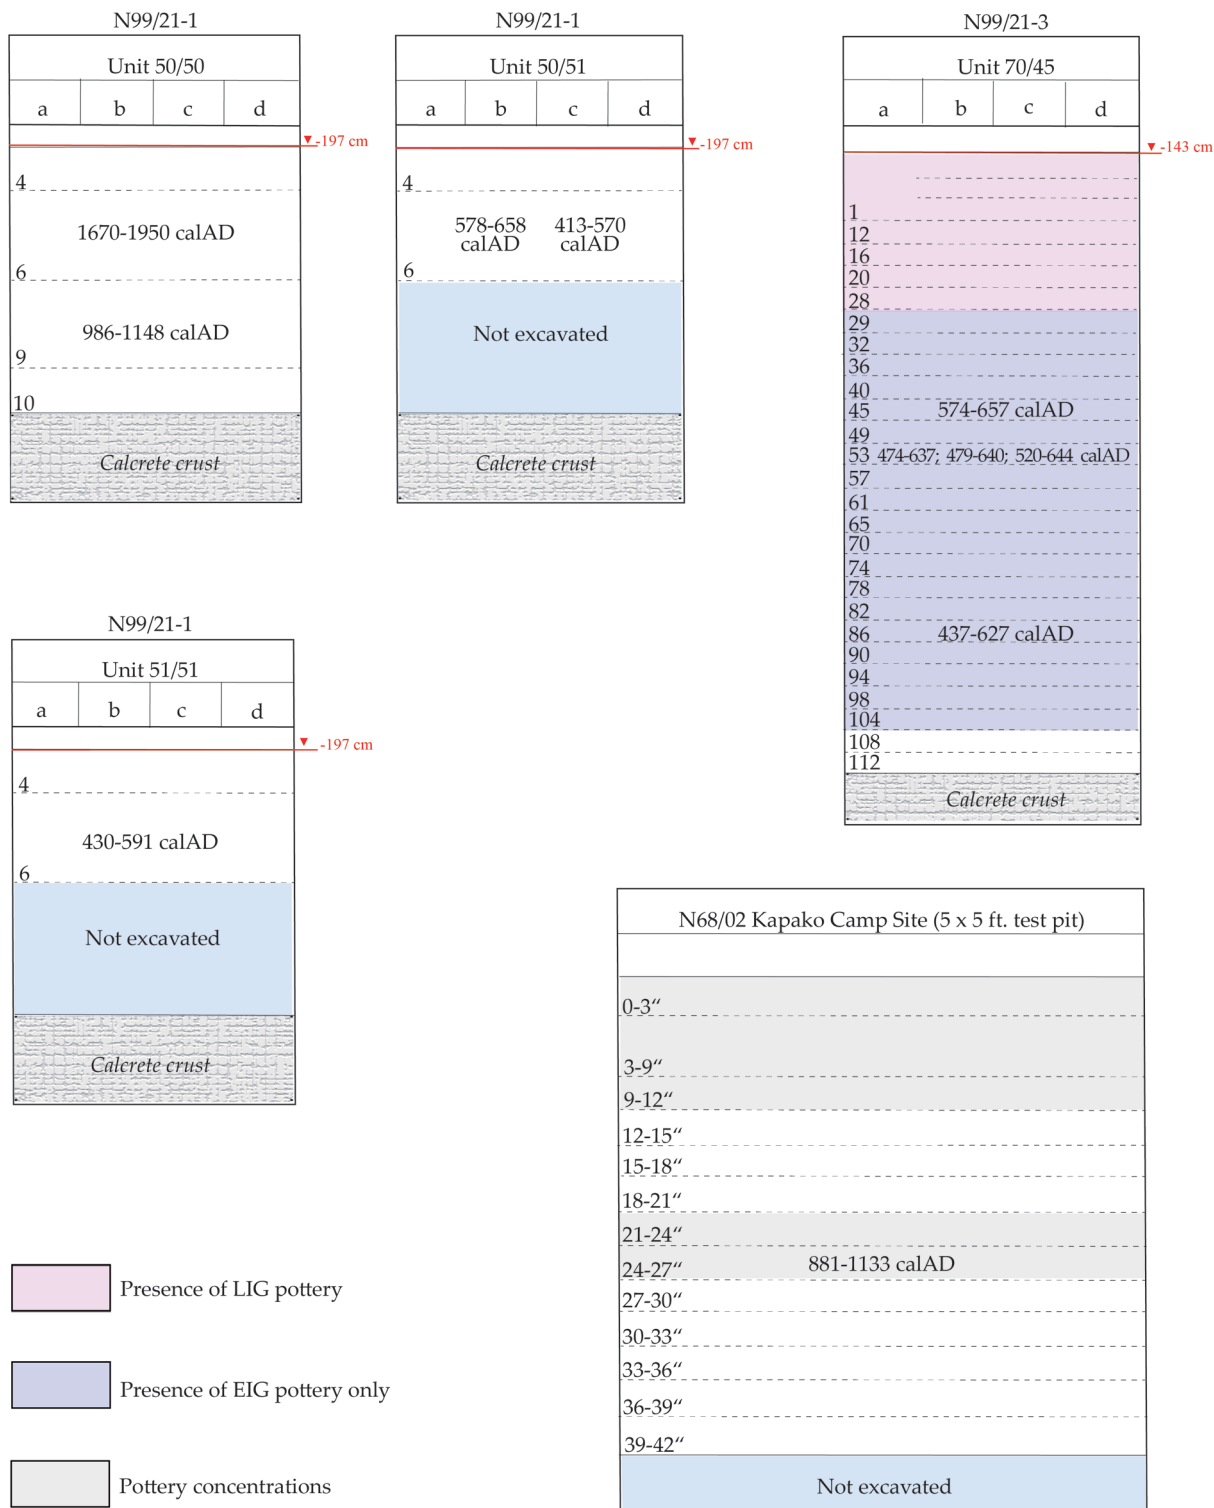 N99/21-1
Unit 50/50
a b c d
-197 cm
4
1670-1950 calAD
6
986-1148 calAD
9
10
Calcrete crust
N99/21-1
Unit 50/51
a b c d
-197 cm
4
578-658 calAD
413-570 calAD
6
Not excavated
Calcrete crust
N99/21-3
Unit 70/45
a b c d
-143 cm
1
12
16
20
28
29
32
36
40
45 574-657 calAD
49
53 474-637; 479-640; 520-644 calAD
57
61
65
70
74
78
82
86 437-627 calAD
90
94
98
104
108
112
Calcrete crust
N99/21-1
Unit 51/51
a b c d
-197 cm
4
430-591 calAD
6
Not excavated
Calcrete crust
N68/02 Kapako Camp Site (5 x 5 ft. test pit)
0-3“
3-9“
9-12“
12-15“
15-18“
18-21“
21-24“
24-27“ 881-1133 calAD
27-30“
30-33“
33-36“
36-39“
39-42“
Not excavated
Presence of LIG pottery
Presence of EIG pottery only
Pottery concentrations